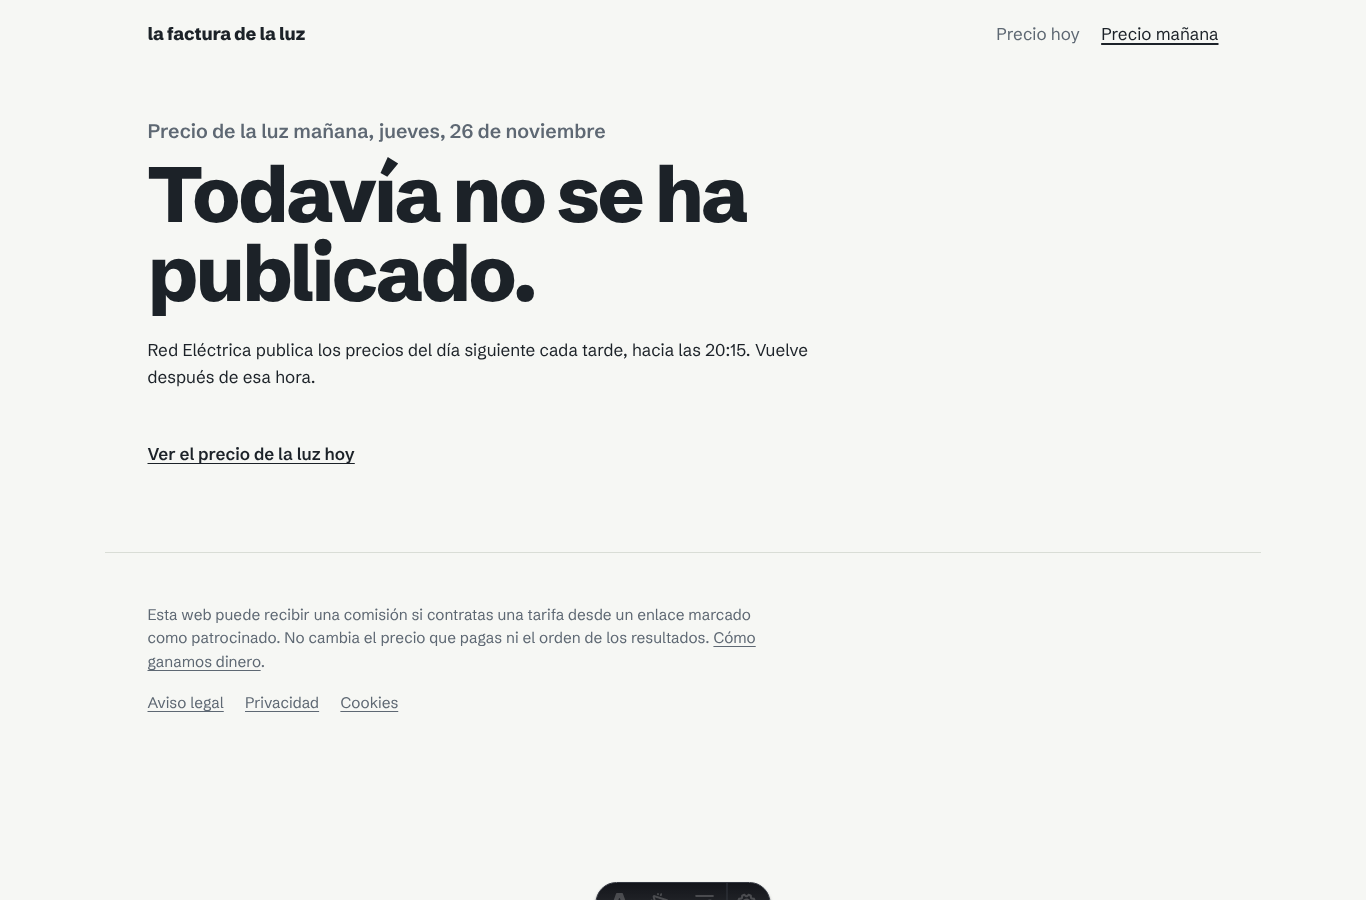 la factura de la luz
Precio hoy
Precio mañana
Precio de la luz mañana, jueves, 26 de noviembre
Todavía no se ha
publicado.
Red Eléctrica publica los precios del día siguiente cada tarde, hacia las 20:15. Vuelve
después de esa hora.
Ver el precio de la luz hoy
Esta web puede recibir una comisión si contratas una tarifa desde un enlace marcado
como patrocinado. No cambia el precio que pagas ni el orden de los resultados. Cómo
ganamos dinero.
Aviso legal
Privacidad
Cookies